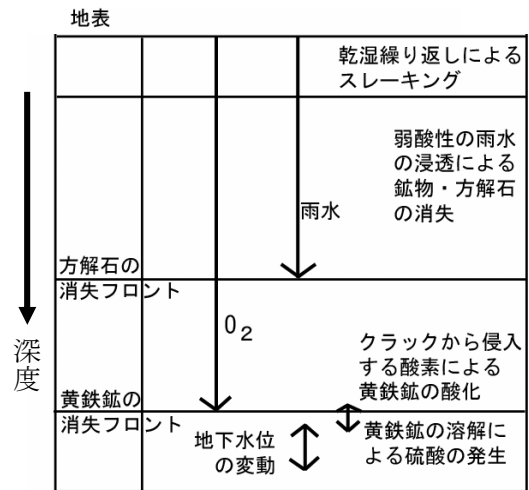 地表
乾湿繰り返しによる
スレーキング
弱酸性の雨水
の浸透による
鉱物・方解石
の消失
雨水
方解石の
消失フロント
O2
深度
クラックから侵入
する酸素による
黄鉄鉱の酸化
黄鉄鉱の
消失フロント
地下水位
の変動
黄鉄鉱の溶解に
よる硫酸の発生